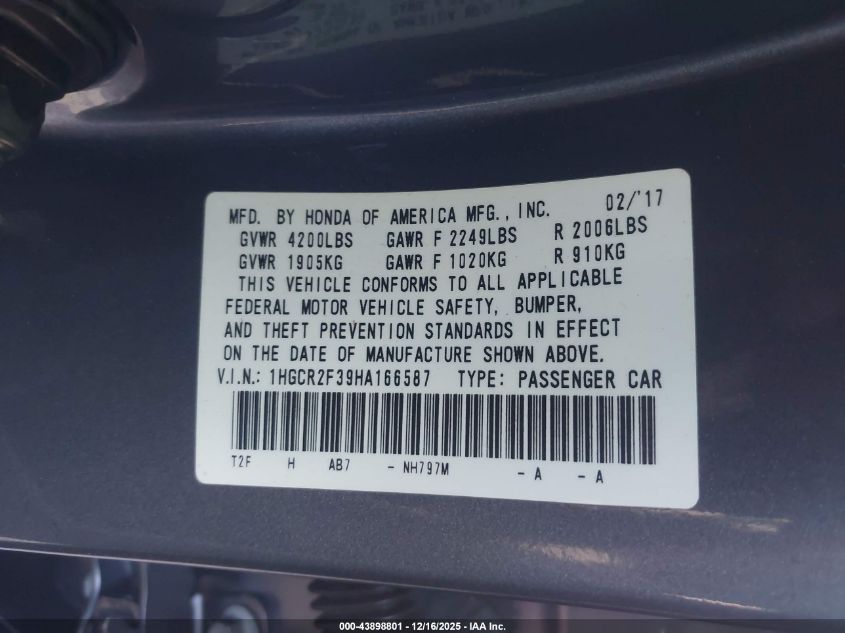 MFD. BY HONDA OF AMERICA MFG., INC. 02/'17
GVWR 4200LBS GAWR F 2249LBS R 2006LBS
GVWR 1905KG GAWR F 1020KG R 910KG
THIS VEHICLE CONFORMS TO ALL APPLICABLE
FEDERAL MOTOR VEHICLE SAFETY, BUMPER,
AND THEFT PREVENTION STANDARDS IN EFFECT
ON THE DATE OF MANUFACTURE SHOWN ABOVE.
V.I.N.: 1HGCR2F39HA166587 TYPE: PASSENGER CAR
T2F H AB7 - NH797M - A - A
000-43898801 - 12/16/2025 - IAA Inc.